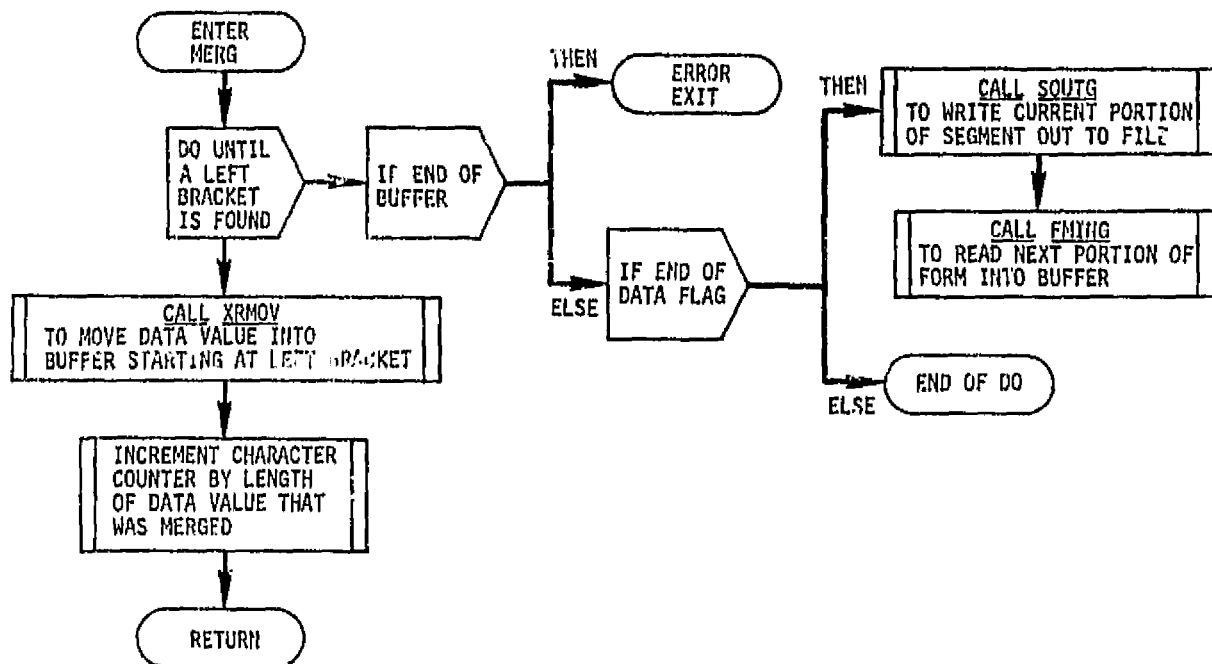 ENTER
MERG
DO UNTIL
A LEFT
BRACKET
IS FOUND
IF END OF
BUFFER
THEN
ERROR
EXIT
ELSE
IF END OF
DATA FLAG
THEN
CALL SOUTG
TO WRITE CURRENT PORTION
OF SEGMENT OUT TO FILE
CALL FMING
TO READ NEXT PORTION OF
FORM INTO BUFFER
ELSE
END OF DO
CALL XRMOV
TO MOVE DATA VALUE INTO
BUFFER STARTING AT LEFT BRACKET
INCREMENT CHARACTER
COUNTER BY LENGTH
OF DATA VALUE THAT
WAS MERGED
RETURN